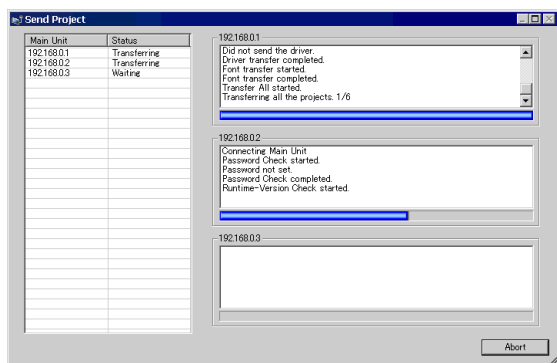 Send Project
Main Unit Status
192.168.0.1 Transferring
192.168.0.2 Transferring
192.168.0.3 Waiting
192.168.0.1
Did not send the driver.
Driver transfer completed.
Font transfer started.
Font transfer completed.
Transfer All started.
Transferring all the projects. 1/6
192.168.0.2
Connecting Main Unit
Password Check started.
Password not set.
Password Check completed.
Runtime-Version Check started.
192.168.0.3
Abort